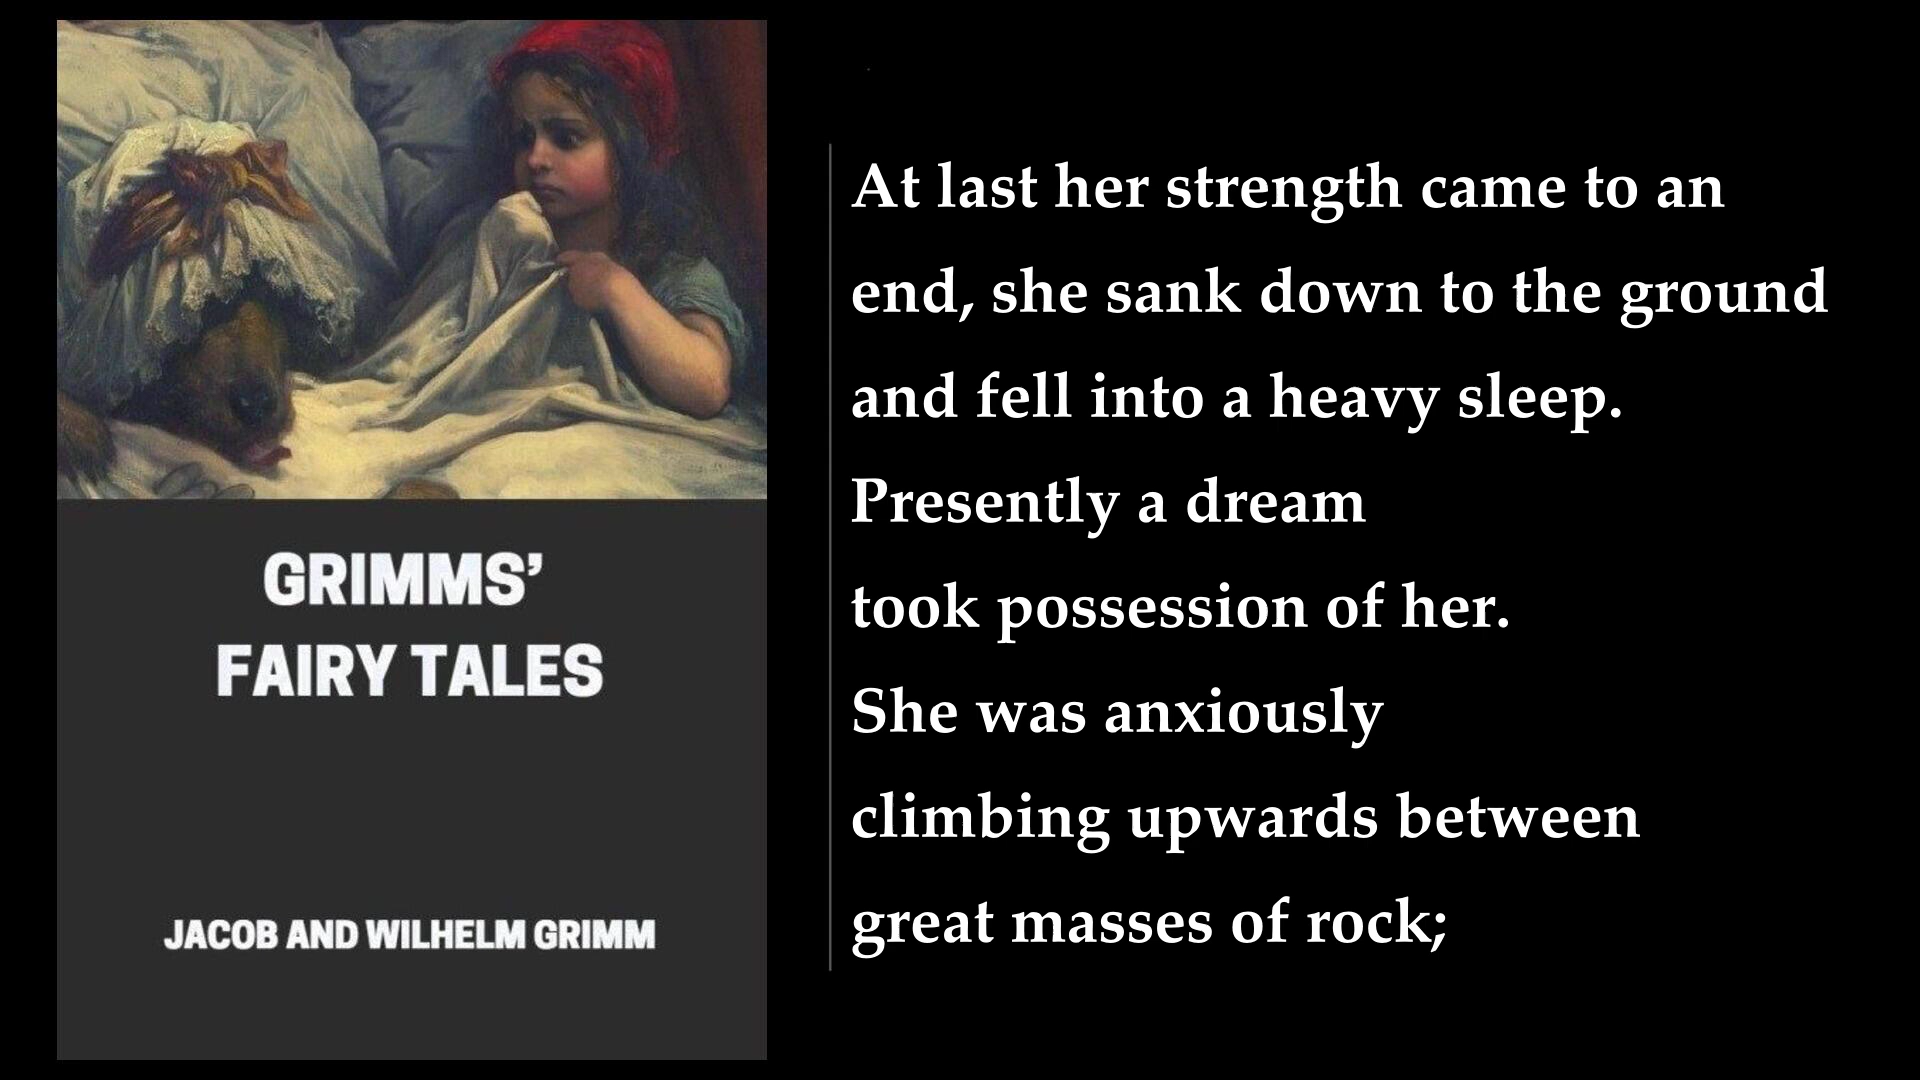 GRIMMS’
FAIRY TALES
JACOB AND WILHELM GRIMM
At last her strength came to an
end, she sank down to the ground
and fell into a heavy sleep.
Presently a dream
took possession of her.
She was anxiously
climbing upwards between
great masses of rock;